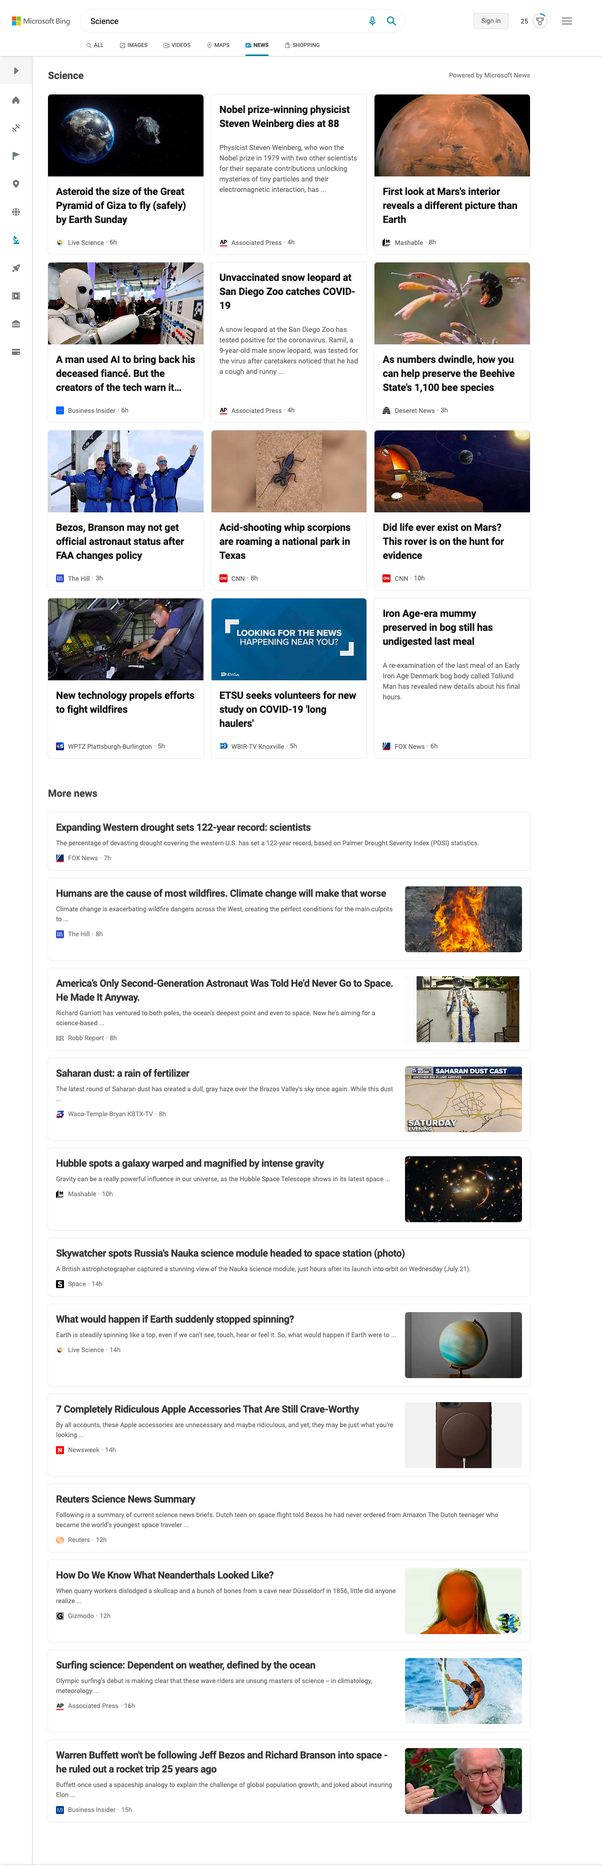 Microsoft Bing
Science
Sign in
25
ALL
IMAGES
VIDEOS
MAPS
NEWS
SHOPPING
Science
Powered by Microsoft News
Asteroid the size of the Great
Pyramid of Giza to fly (safely)
by Earth Sunday
Live Science · 6h
Nobel prize-winning physicist
Steven Weinberg dies at 88
Physicist Steven Weinberg, who won the
Nobel prize in 1979 with two other scientists
for their separate contributions unlocking
mysteries of tiny particles and their
electromagnetic interaction, has ...
AP Associated Press · 4h
First look at Mars's interior
reveals a different picture than
Earth
Mashable · 8h
A man used AI to bring back his
deceased fiancé. But the
creators of the tech warn it...
Business Insider · 6h
Unvaccinated snow leopard at
San Diego Zoo catches COVID-
19
A snow leopard at the San Diego Zoo has
tested positive for the coronavirus. Ramil, a
9-year-old male snow leopard, was tested for
the virus after caretakers noticed that he had
a cough and runny ...
AP Associated Press · 4h
As numbers dwindle, how you
can help preserve the Beehive
State's 1,100 bee species
Deseret News · 3h
Bezos, Branson may not get
official astronaut status after
FAA changes policy
The Hill · 3h
Acid-shooting whip scorpions
are roaming a national park in
Texas
CNN · 8h
Did life ever exist on Mars?
This rover is on the hunt for
evidence
CNN · 10h
New technology propels efforts
to fight wildfires
WPTZ Plattsburgh-Burlington · 5h
LOOKING FOR THE NEWS
HAPPENING NEAR YOU?
ETSU seeks volunteers for new
study on COVID-19 'long
haulers'
WBIR-TV Knoxville · 5h
Iron Age-era mummy
preserved in bog still has
undigested last meal
A re-examination of the last meal of an Early
Iron Age Denmark bog body called Tollund
Man has revealed new details about his final
hours.
FOX News · 6h
More news
Expanding Western drought sets 122-year record: scientists
The percentage of devasting drought covering the western U.S. has set a 122-year record, based on Palmer Drought Severity Index (PDSI) statistics.
FOX News · 7h
Humans are the cause of most wildfires. Climate change will make that worse
Climate change is exacerbating wildfire dangers across the West, creating the perfect conditions for the main culprits
to ...
The Hill · 8h
America's Only Second-Generation Astronaut Was Told He'd Never Go to Space.
He Made It Anyway.
Richard Garriott has ventured to both poles, the ocean's deepest point and even to space. Now he's aiming for a
science-based ...
Robb Report · 8h
Saharan dust: a rain of fertilizer
The latest round of Saharan dust has created a dull, gray haze over the Brazos Valley's sky once again. While this dust
...
Waco-Temple-Bryan KBTX-TV · 8h
SAHARAN DUST CAST
SATURDAY
EVENING
Hubble spots a galaxy warped and magnified by intense gravity
Gravity can be a really powerful influence in our universe, as the Hubble Space Telescope shows in its latest space ...
Mashable · 10h
Skywatcher spots Russia's Nauka science module headed to space station (photo)
A British astrophotographer captured a stunning view of the Nauka science module, just hours after its launch into orbit on Wednesday (July 21).
S Space · 14h
What would happen if Earth suddenly stopped spinning?
Earth is steadily spinning like a top, even if we can't see, touch, hear or feel it. So, what would happen if Earth were to ...
Live Science · 14h
7 Completely Ridiculous Apple Accessories That Are Still Crave-Worthy
By all accounts, these Apple accessories are unnecessary and maybe ridiculous, and yet, they may be just what you're
looking ...
N Newsweek · 14h
Reuters Science News Summary
Following is a summary of current science news briefs. Dutch teen on space flight told Bezos he had never ordered from Amazon The Dutch teenager who
became the world's youngest space traveler ...
Reuters · 12h
How Do We Know What Neanderthals Looked Like?
When quarry workers dislodged a skullcap and a bunch of bones from a cave near Düsseldorf in 1856, little did anyone
realize ...
G Gizmodo · 12h
Surfing science: Dependent on weather, defined by the ocean
Olympic surfing's debut is making clear that these wave riders are unsung masters of science – in climatology,
meteorology ...
AP Associated Press · 16h
Warren Buffett won't be following Jeff Bezos and Richard Branson into space -
he ruled out a rocket trip 25 years ago
Buffett once used a spaceship analogy to explain the challenge of global population growth, and joked about insuring
Elon ...
Business Insider · 15h